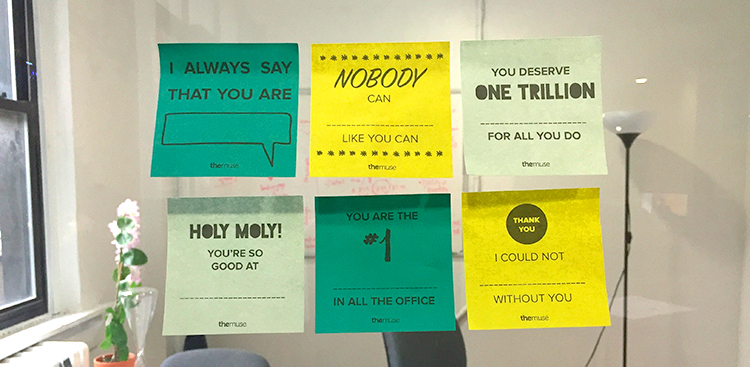 I ALWAYS SAY
THAT YOU ARE
themuse
NOBODY
CAN
LIKE YOU CAN
themuse
YOU DESERVE
ONE TRILLION
FOR ALL YOU DO
themuse
HOLY MOLY!
YOU'RE SO
GOOD AT
themuse
YOU ARE THE
#1
IN ALL THE OFFICE
themuse
THANK
YOU
I COULD NOT
WITHOUT YOU
themuse